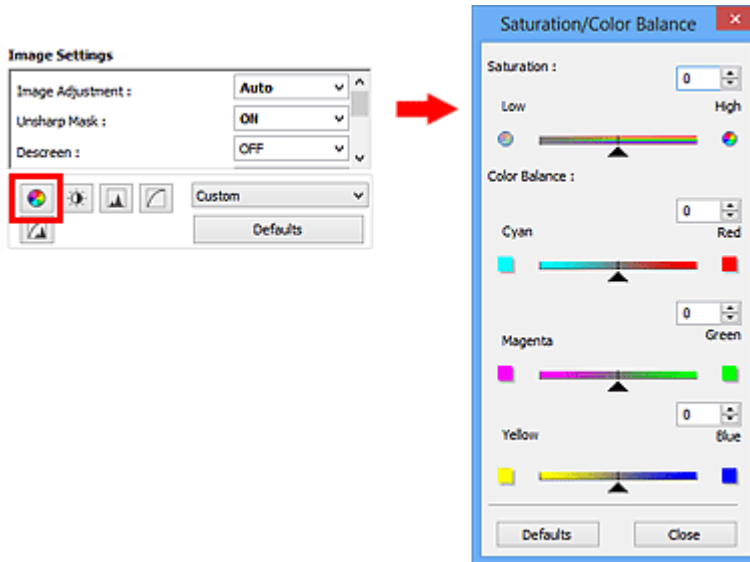 Image Settings
Image Adjustment :
Auto
Unsharp Mask :
ON
Descreen :
OFF
Custom
Defaults
Saturation/Color Balance
Saturation :
0
Low
High
Color Balance :
0
Cyan
Red
0
Magenta
Green
0
Yellow
Blue
Defaults
Close